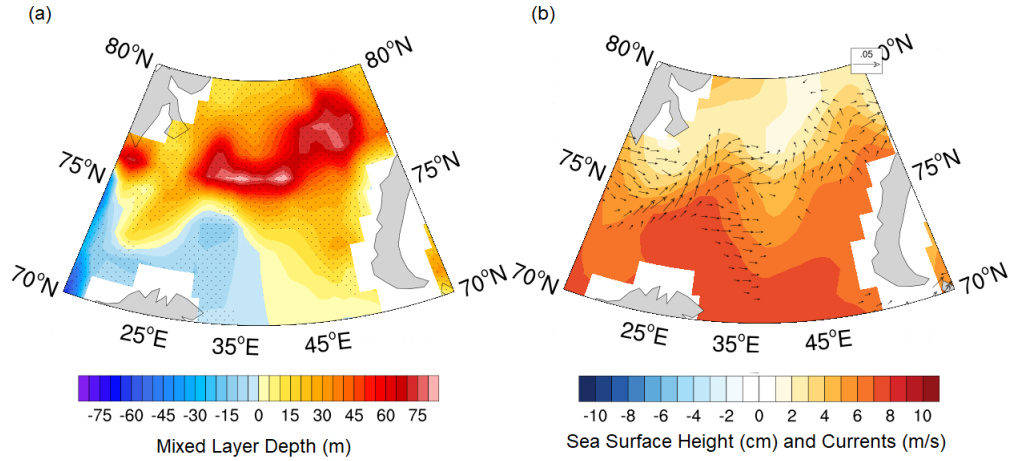 (a)
(b)
80°N
80°N
75°N
75°N
70°N
70°N
25°E
35°E
45°E
-75 -60 -45 -30 -15 0 15 30 45 60 75
Mixed Layer Depth (m)
80°N
.05
0°N
75°N
75°N
70°N
70°N
25°E
35°E
45°E
-10 -8 -6 -4 -2 0 2 4 6 8 10
Sea Surface Height (cm) and Currents (m/s)